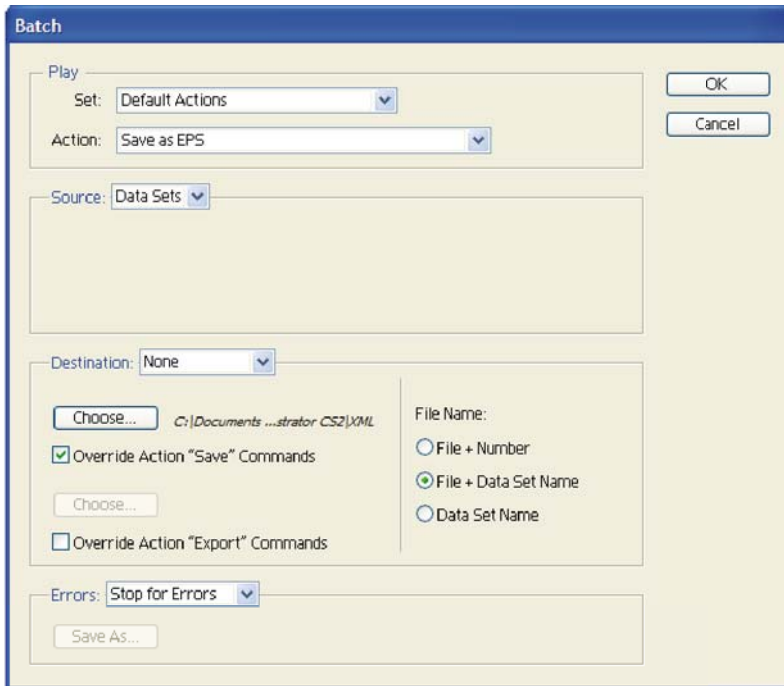 Batch
Play
Set: Default Actions
Action: Save as EPS
OK
Cancel
Source: Data Sets
Destination: None
Choose... C:|Documents ...strator CS2|XML
Override Action "Save" Commands
Choose...
Override Action "Export" Commands
File Name:
File + Number
File + Data Set Name
Data Set Name
Errors: Stop for Errors
Save As...